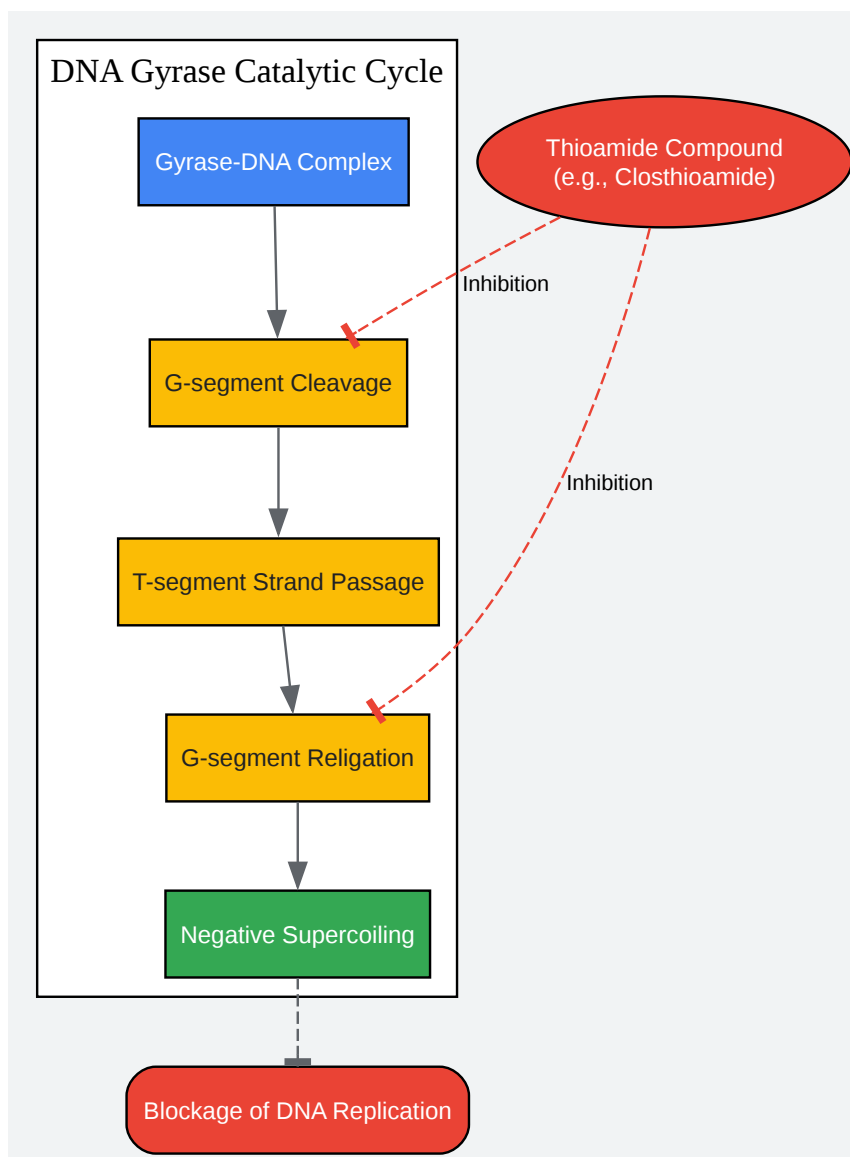 DNA Gyrase Catalytic Cycle
Gyrase-DNA Complex
Thioamide Compound
(e.g., Closthioamide)
Inhibition
G-segment Cleavage
Inhibition
T-segment Strand Passage
G-segment Religation
Negative Supercoiling
Blockage of DNA Replication